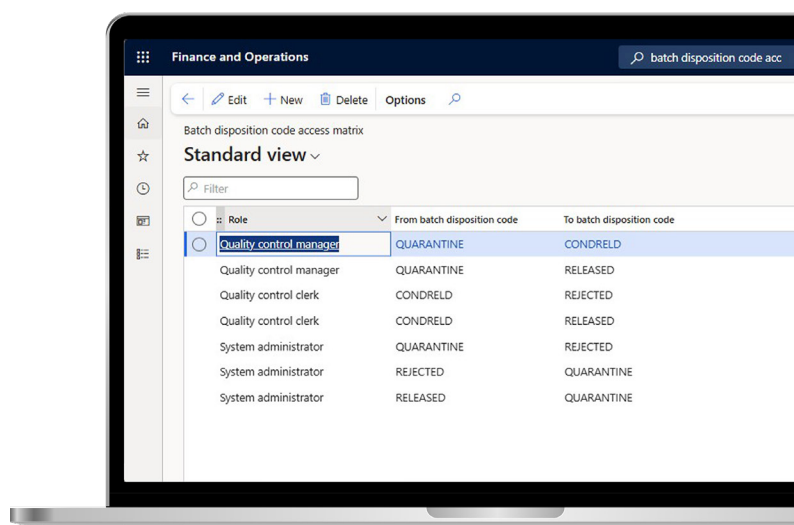 Finance and Operations
batch disposition code acc
Edit New Delete Options
Batch disposition code access matrix
Standard view
Filter
Role From batch disposition code To batch disposition code
Quality control manager QUARANTINE CONDRELD
Quality control manager QUARANTINE RELEASED
Quality control clerk CONDRELD REJECTED
Quality control clerk CONDRELD RELEASED
System administrator QUARANTINE REJECTED
System administrator REJECTED QUARANTINE
System administrator RELEASED QUARANTINE